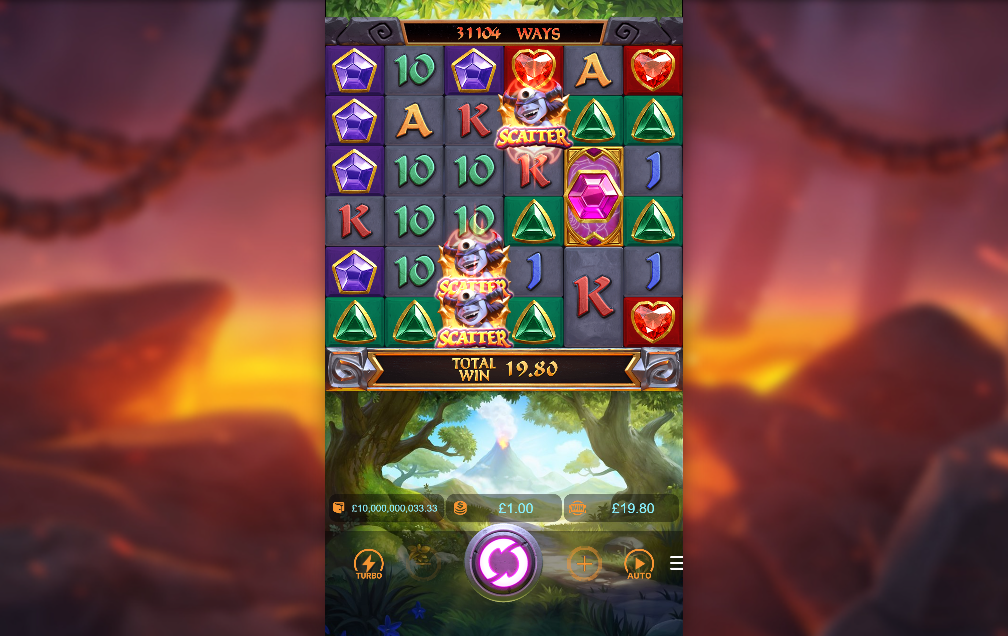 31104 WAYS
10 A
A K SCATTER
10 10 K J
K 10 10
10 SCATTER J K J
SCATTER
TOTAL WIN 19.80
£10,000,000,033.33 £1.00 £19.80
TURBO AUTO